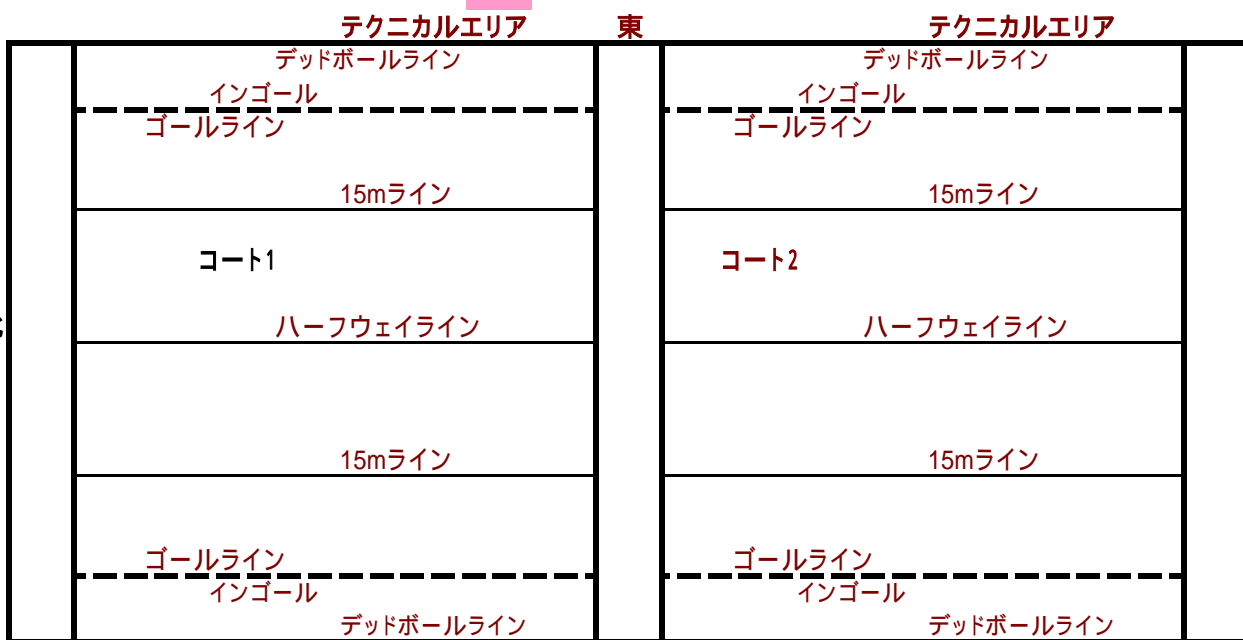 テクニカルエリア 東 テクニカルエリア
デッドボールライン デッドボールライン
インゴール インゴール
ゴールライン ゴールライン
15mライン 15mライン
コート1 コート2
ハーフウェイライン ハーフウェイライン
15mライン 15mライン
ゴールライン ゴールライン
インゴール インゴール
デッドボールライン デッドボールライン